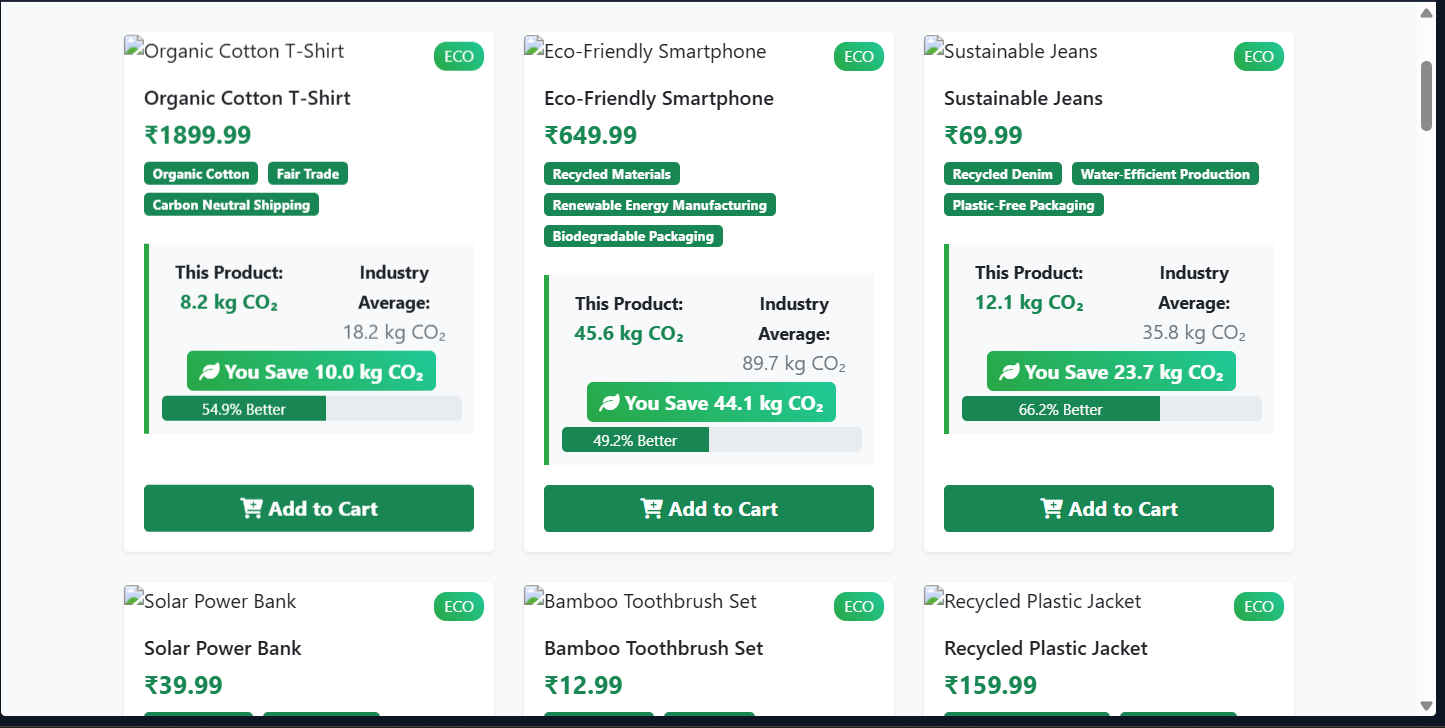 Organic Cotton T-Shirt
ECO
Organic Cotton T-Shirt
₹1899.99
Organic Cotton
Fair Trade
Carbon Neutral Shipping
This Product:
8.2 kg CO₂
Industry
Average:
18.2 kg CO₂
You Save 10.0 kg CO₂
54.9% Better
Add to Cart
Eco-Friendly Smartphone
ECO
Eco-Friendly Smartphone
₹649.99
Recycled Materials
Renewable Energy Manufacturing
Biodegradable Packaging
This Product:
45.6 kg CO₂
Industry
Average:
89.7 kg CO₂
You Save 44.1 kg CO₂
49.2% Better
Add to Cart
Sustainable Jeans
ECO
Sustainable Jeans
₹69.99
Recycled Denim
Water-Efficient Production
Plastic-Free Packaging
This Product:
12.1 kg CO₂
Industry
Average:
35.8 kg CO₂
You Save 23.7 kg CO₂
66.2% Better
Add to Cart
Solar Power Bank
ECO
Solar Power Bank
₹39.99
Bamboo Toothbrush Set
ECO
Bamboo Toothbrush Set
₹12.99
Recycled Plastic Jacket
ECO
Recycled Plastic Jacket
₹159.99